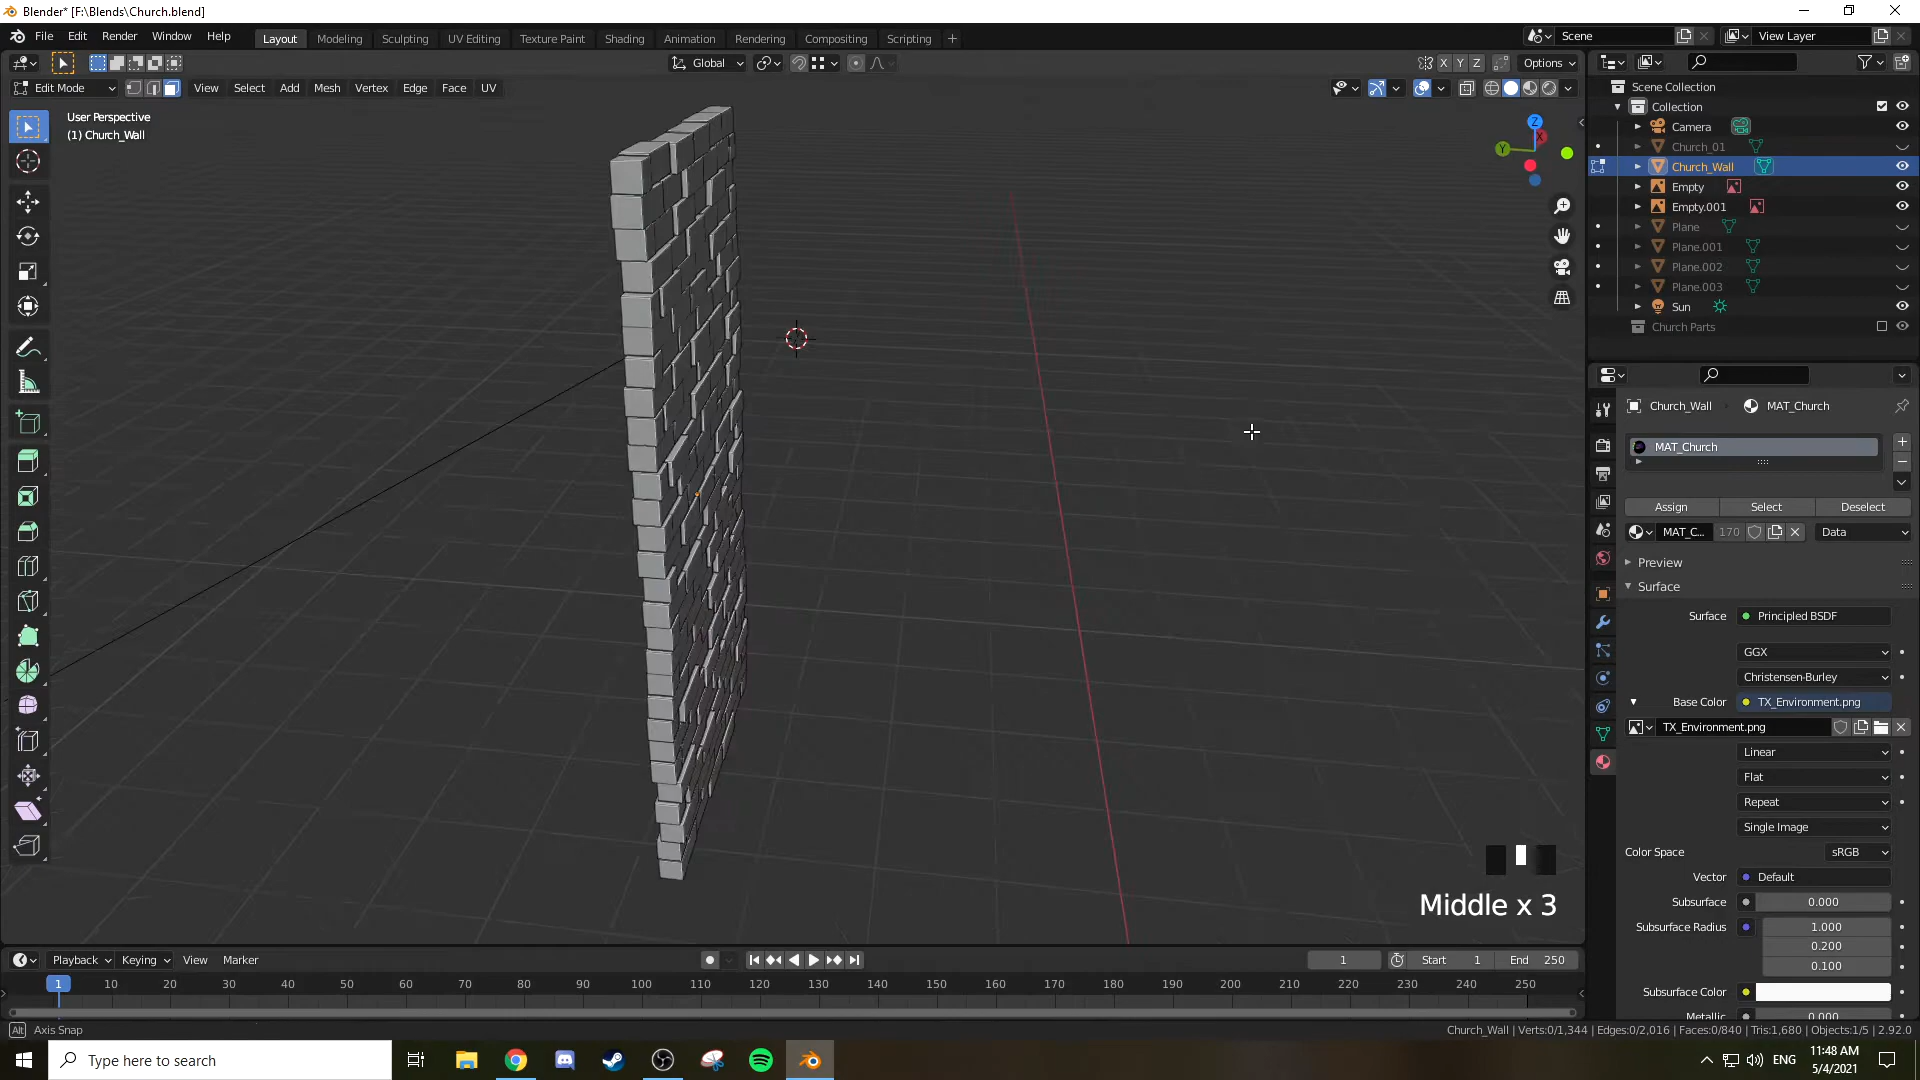 Blender* [F:\Blends\Church.blend]
File Edit Render Window Help
Layout Modeling Sculpting UV Editing Texture Paint Shading Animation Rendering Compositing Scripting +
Scene
View Layer
Global
X Y Z
Options
Edit Mode View Select Add Mesh Vertex Edge Face UV
User Perspective
(1) Church_Wall
Z
Y
X
Scene Collection
Collection
Camera
Church_01
Church_Wall
Empty
Empty.001
Plane
Plane.001
Plane.002
Plane.003
Sun
Church Parts
Church_Wall MAT_Church
MAT_Church
Assign Select Deselect
MAT_C... 170 Data
Preview
Surface
Surface Principled BSDF
GGX
Christensen-Burley
Base Color TX_Environment.png
TX_Environment.png
Linear
Flat
Repeat
Single Image
Color Space sRGB
Vector Default
Subsurface 0.000
Subsurface Radius 1.000
0.200
0.100
Subsurface Color
Metallic 0.000
Middle x 3
Playback Keying View Marker
1 Start 1 End 250
1 10 20 30 40 50 60 70 80 90 100 110 120 130 140 150 160 170 180 190 200 210 220 230 240 250
Alt Axis Snap
Church_Wall | Verts:0/1,344 | Edges:0/2,016 | Faces:0/840 | Tris:1,680 | Objects:1/5 | 2.92.0
Type here to search
ENG
11:48 AM
5/4/2021